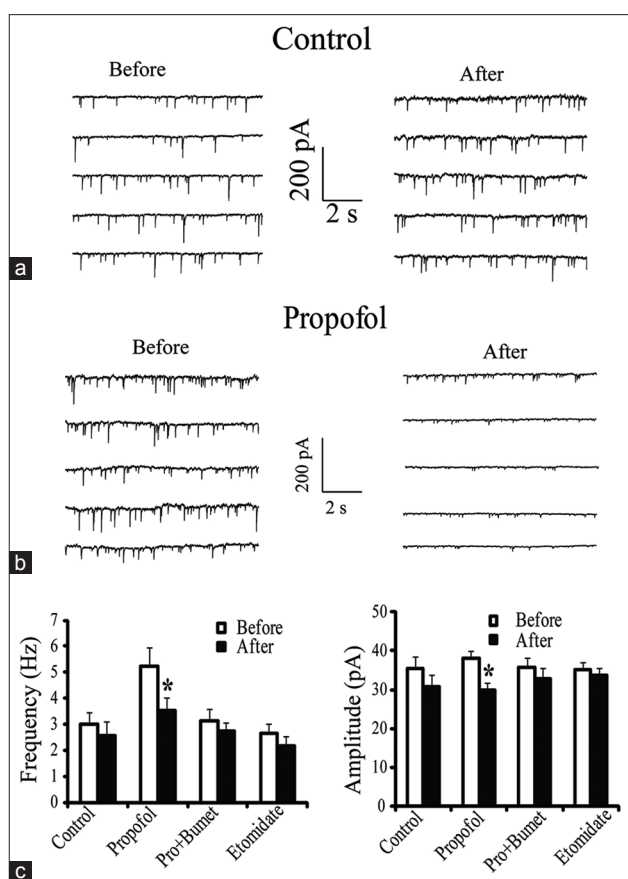 Control
Before
After
200 pA
2 s
a
Propofol
Before
After
200 pA
2 s
b
7
6
5
4
3
2
1
0
Frequency (Hz)
Before
After
*
Control
Propofol
Pro+Bumet
Etomidate
50
40
30
20
10
0
Amplitude (pA)
Before
After
*
Control
Propofol
Pro+Bumet
Etomidate
c